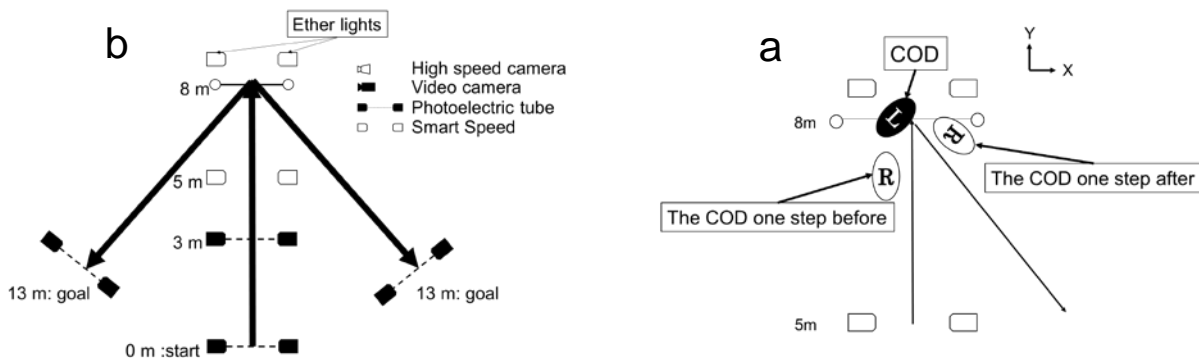 b
Ether lights
High speed camera
Video camera
Photoelectric tube
Smart Speed
8 m
5 m
3 m
13 m: goal
13 m: goal
0 m :start
a
COD
Y
X
8m
L
R
R
The COD one step after
The COD one step before
5m